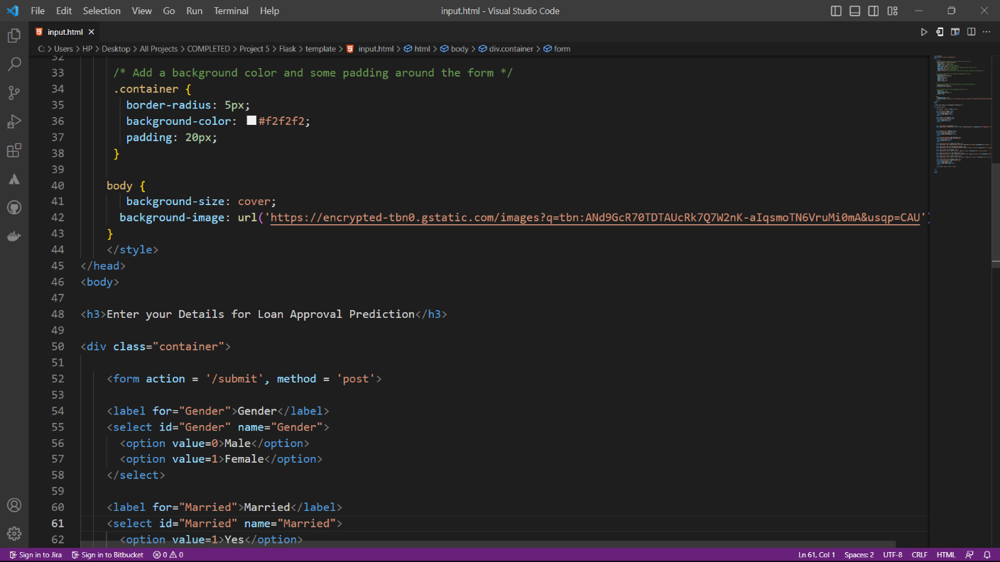 File Edit Selection View Go Run Terminal Help input.html - Visual Studio Code
input.html
C: > Users > HP > Desktop > All Projects > COMPLETED > Project 5 > Flask > template > input.html > html > body > div.container > form
32
33 /* Add a background color and some padding around the form */
34 .container {
35 border-radius: 5px;
36 background-color: #f2f2f2;
37 padding: 20px;
38 }
39
40 body {
41 background-size: cover;
42 background-image: url('https://encrypted-tbn0.gstatic.com/images?q=tbn:ANd9GcR70TDTAUcRk7Q7W2nK-aIqsmoTN6VruMi0mA&usqp=CAU')
43 }
44 </style>
45 </head>
46 <body>
47
48 <h3>Enter your Details for Loan Approval Prediction</h3>
49
50 <div class="container">
51
52 <form action = '/submit', method = 'post'>
53
54 <label for="Gender">Gender</label>
55 <select id="Gender" name="Gender">
56 <option value=0>Male</option>
57 <option value=1>Female</option>
58 </select>
59
60 <label for="Married">Married</label>
61 <select id="Married" name="Married">
62 <option value=1>Yes</option>
Sign in to Jira Sign in to Bitbucket 0 0 Ln 61, Col 1 Spaces: 2 UTF-8 CRLF HTML